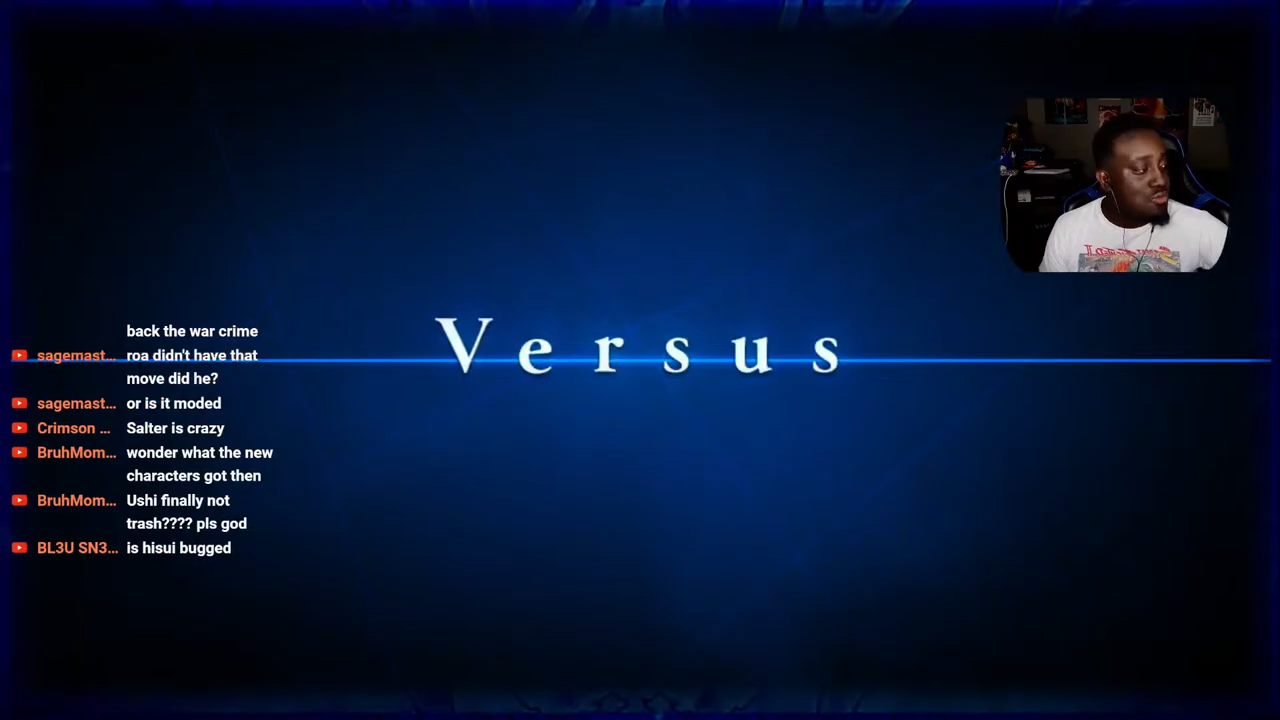 back the war crime
sagemast... roa didn't have that
move did he?
sagemast... or is it moded
Crimson ... Salter is crazy
BruhMom... wonder what the new
characters got then
BruhMom... Ushi finally not
trash???? pls god
BL3U SN3... is hisui bugged
Versus